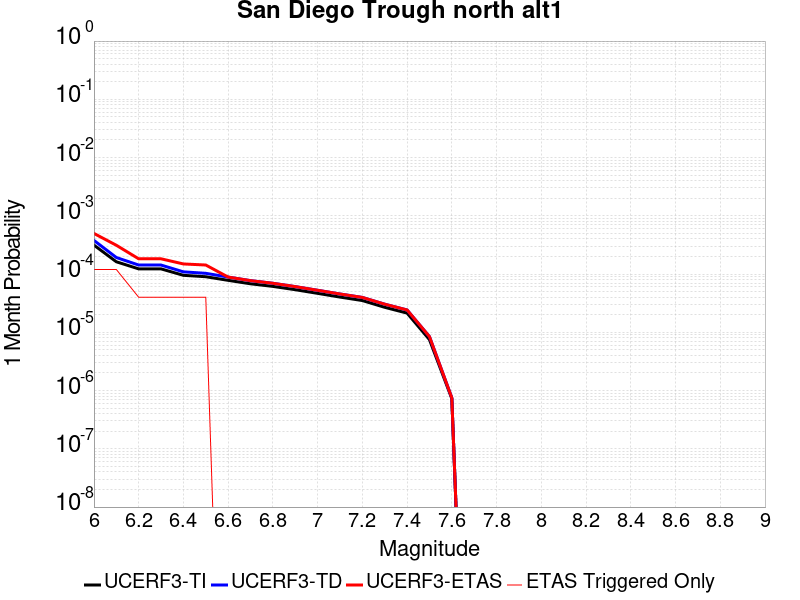 San Diego Trough north alt1
10^0
10^-1
10^-2
10^-3
10^-4
10^-5
10^-6
10^-7
10^-8
1 Month Probability
6 6.2 6.4 6.6 6.8 7 7.2 7.4 7.6 7.8 8 8.2 8.4 8.6 8.8 9
Magnitude
UCERF3-TI UCERF3-TD UCERF3-ETAS ETAS Triggered Only